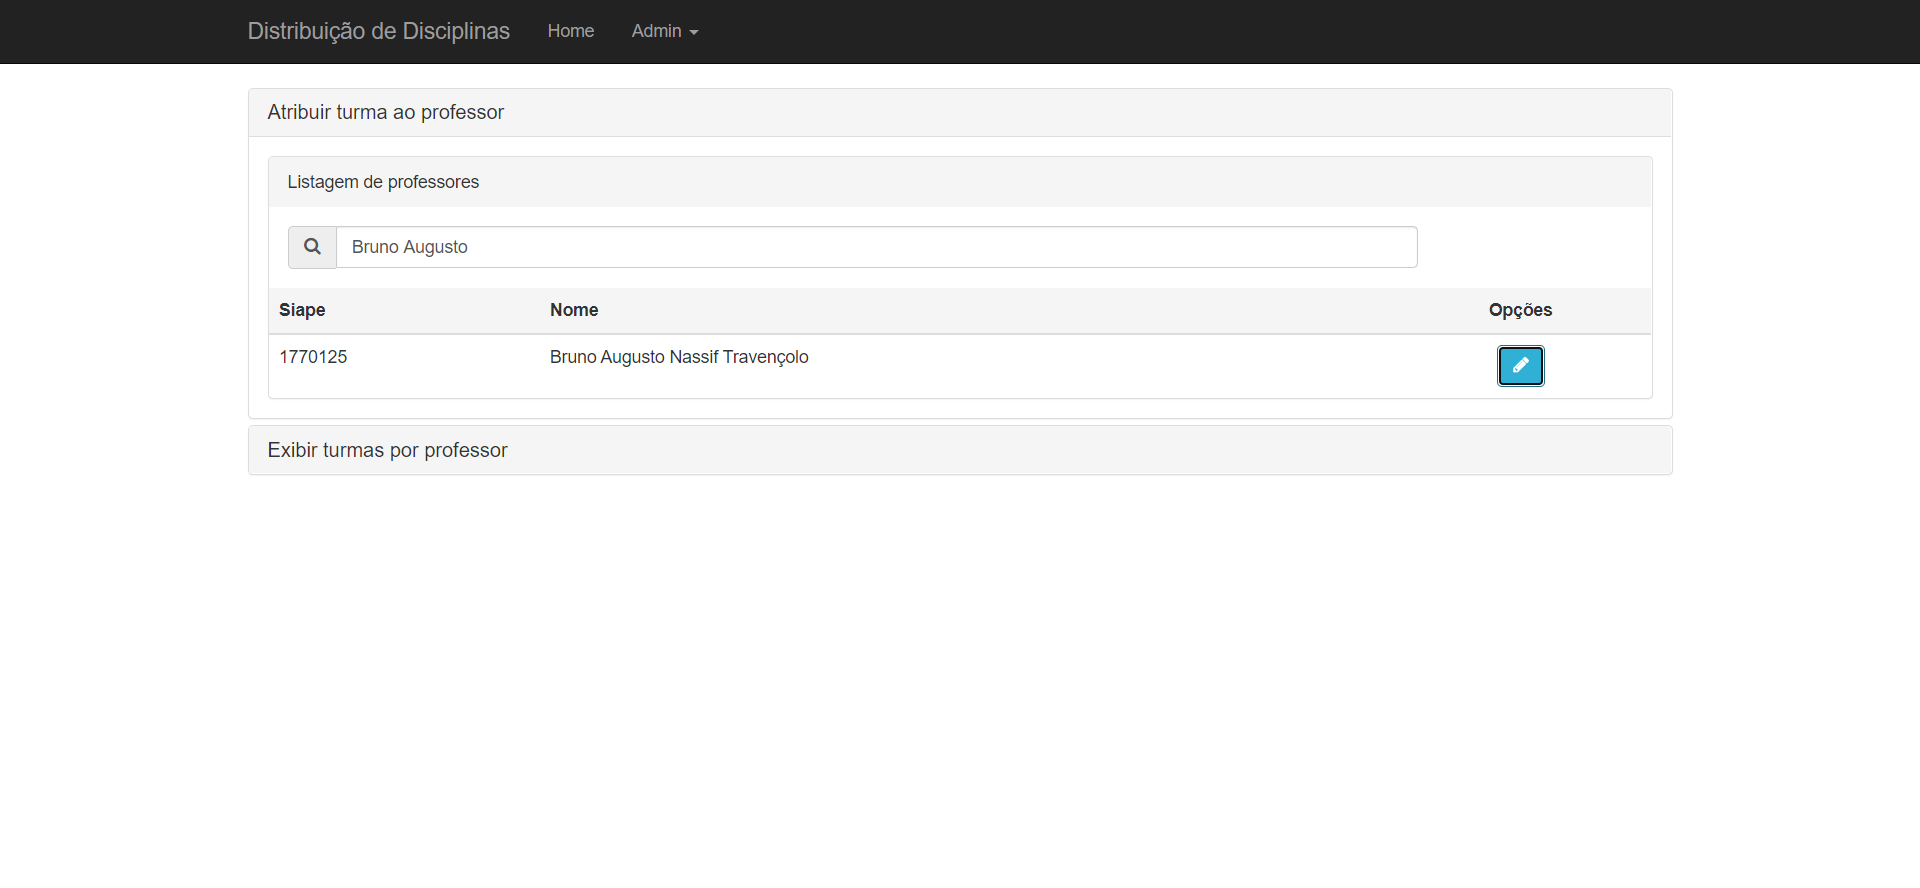 Distribuição de Disciplinas Home Admin
Atribuir turma ao professor
Listagem de professores
Bruno Augusto
Siape Nome Opções
1770125 Bruno Augusto Nassif Travençolo
Exibir turmas por professor